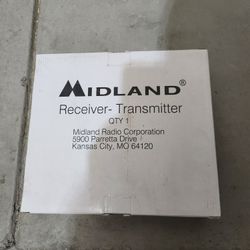 MIDLAND®
Receiver- Transmitter
QTY 1
Midland Radio Corporation
5900 Parretta Drive
Kansas City, MO 64120